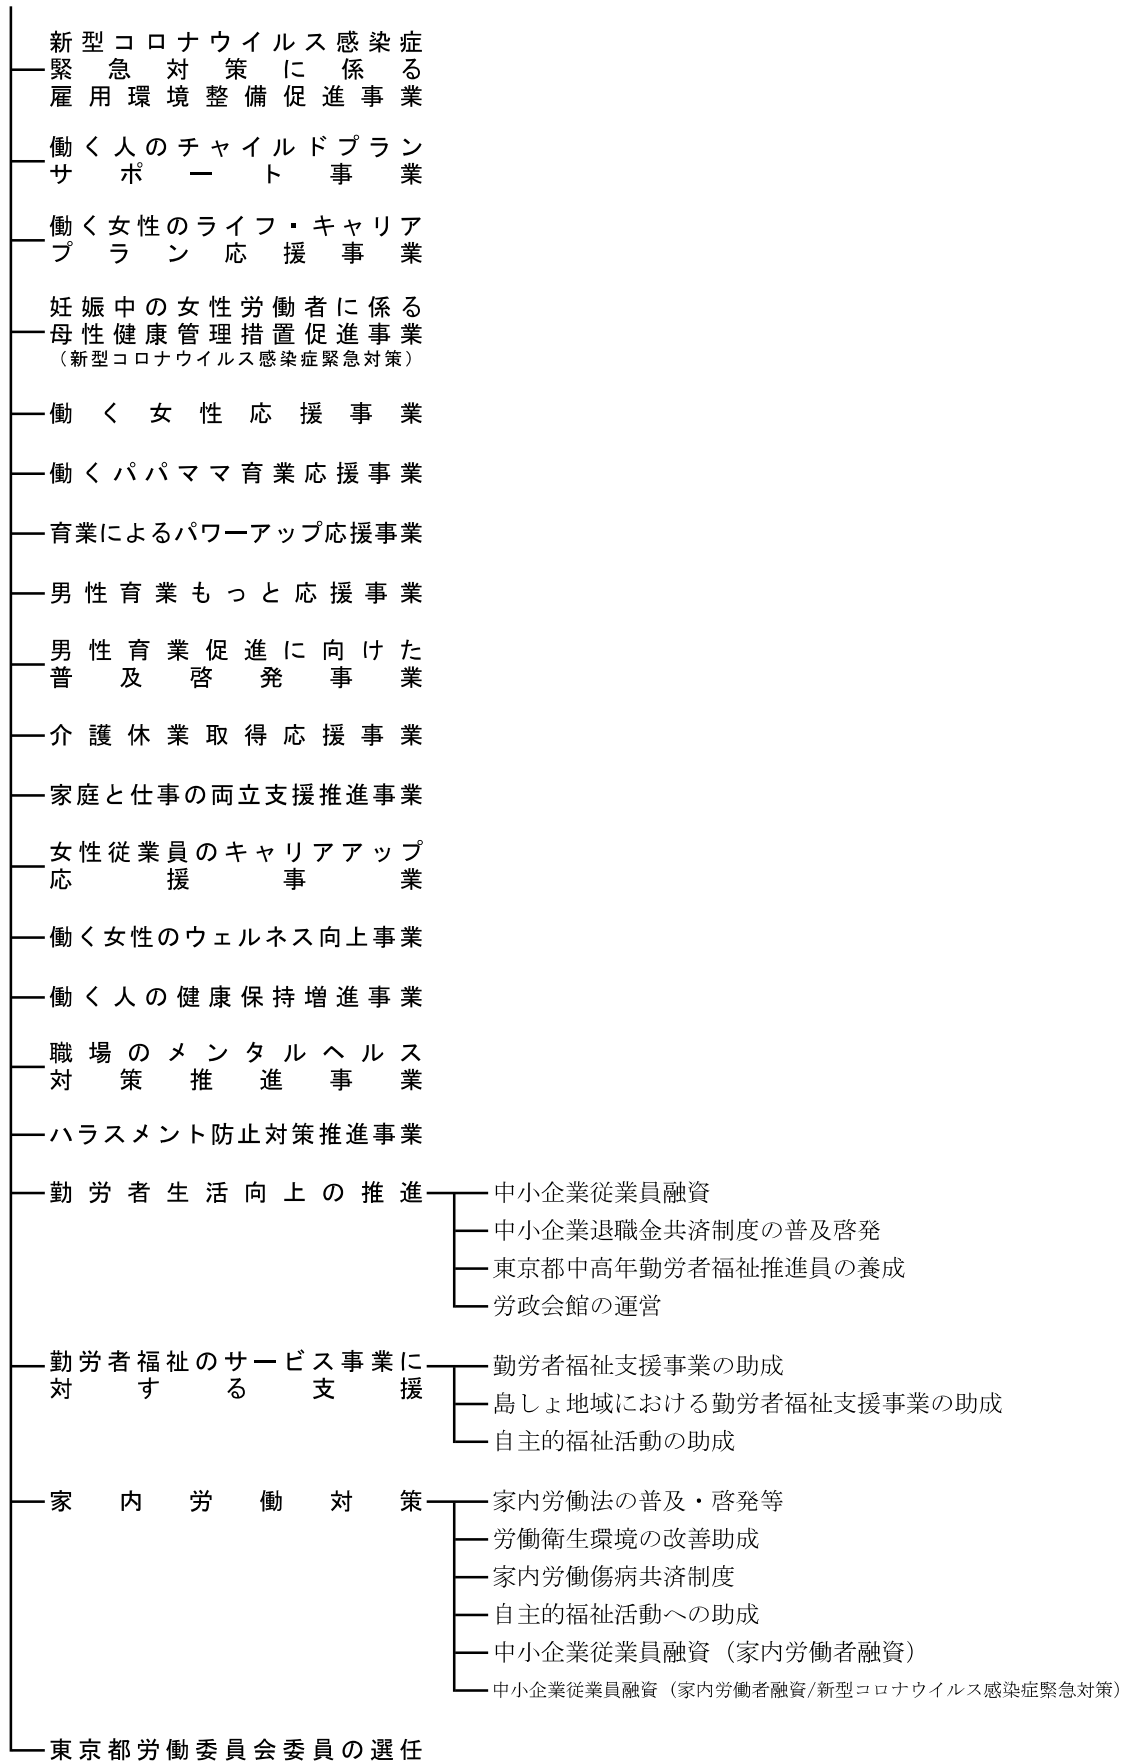 新型コロナウイルス感染症
緊急対策に係る
雇用環境整備促進事業
働く人のチャイルドプラン
サポート事業
働く女性のライフ・キャリア
プラン応援事業
妊娠中の女性労働者に係る
母性健康管理措置促進事業
（新型コロナウイルス感染症緊急対策）
働く女性応援事業
働くパパママ育業応援事業
育業によるパワーアップ応援事業
男性育業もっと応援事業
男性育業促進に向けた
普及啓発事業
介護休業取得応援事業
家庭と仕事の両立支援推進事業
女性従業員のキャリアアップ
応援事業
働く女性のウェルネス向上事業
働く人の健康保持増進事業
職場のメンタルヘルス
対策推進事業
ハラスメント防止対策推進事業
勤労者生活向上の推進
中小企業従業員融資
中小企業退職金共済制度の普及啓発
東京都中高年勤労者福祉推進員の養成
労政会館の運営
勤労者福祉のサービス事業に
対する支援
勤労者福祉支援事業の助成
島しょ地域における勤労者福祉支援事業の助成
自主的福祉活動の助成
家内労働対策
家内労働法の普及・啓発等
労働衛生環境の改善助成
家内労働傷病共済制度
自主的福祉活動への助成
中小企業従業員融資（家内労働者融資）
中小企業従業員融資（家内労働者融資/新型コロナウイルス感染症緊急対策）
東京都労働委員会委員の選任